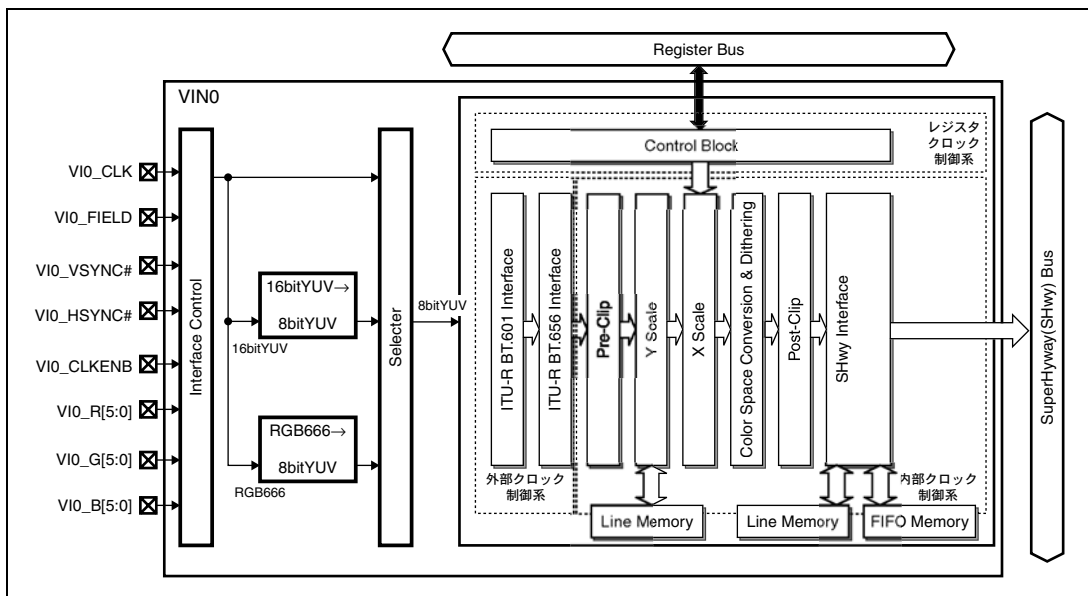 Register Bus
VIN0
レジスタ
クロック
制御系
Control Block
VI0_CLK
VI0_FIELD
VI0_VSYNC#
VI0_HSYNC#
VI0_CLKENB
VI0_R[5:0]
VI0_G[5:0]
VI0_B[5:0]
Interface Control
16bitYUV→
8bitYUV
16bitYUV
RGB666→
8bitYUV
RGB666
Selecter
8bitYUV
ITU-R BT.601 Interface
ITU-R BT.656 Interface
Pre-Clip
Y Scale
X Scale
Color Space Conversion & Dithering
Post-Clip
SHwy Interface
外部クロック
制御系
内部クロック
制御系
Line Memory
Line Memory
FIFO Memory
SuperHyway(SHwy) Bus